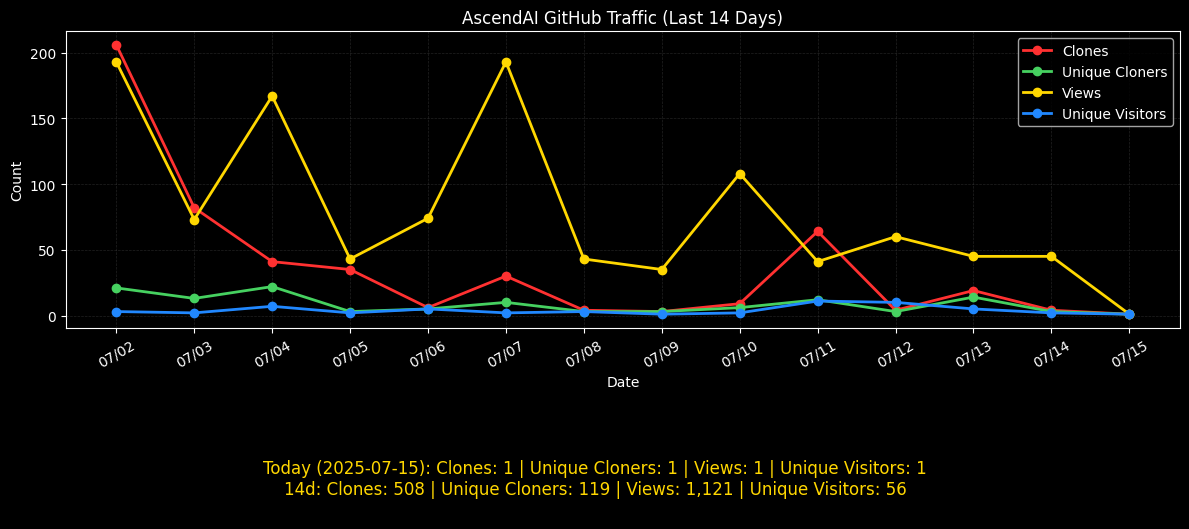 AscendAI GitHub Traffic (Last 14 Days)
Clones
Unique Cloners
Views
Unique Visitors
200
150
100
50
0
Count
07/02 07/03 07/04 07/05 07/06 07/07 07/08 07/09 07/10 07/11 07/12 07/13 07/14 07/15
Date
Today (2025-07-15): Clones: 1 | Unique Cloners: 1 | Views: 1 | Unique Visitors: 1
14d: Clones: 508 | Unique Cloners: 119 | Views: 1,121 | Unique Visitors: 56